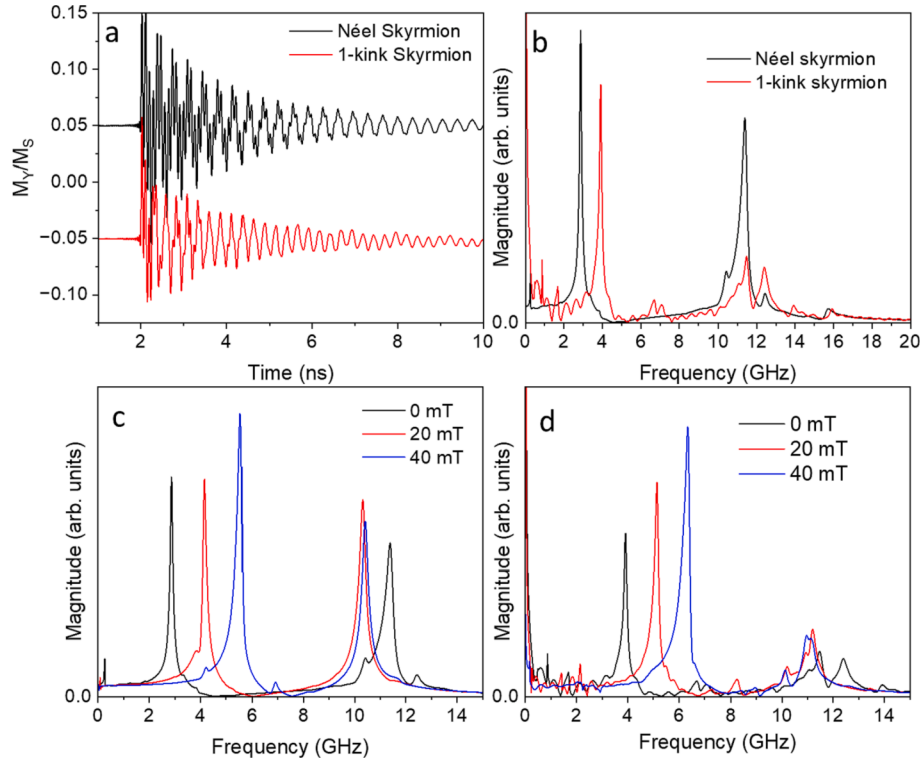 a
Néel Skyrmion
1-kink Skyrmion
0.15
0.10
0.05
0.00
−0.05
−0.10
M_Y/M_S
2 4 6 8 10
Time (ns)
b
Néel skyrmion
1-kink skyrmion
Magnitude (arb. units)
0.0
0 2 4 6 8 10 12 14 16 18 20
Frequency (GHz)
c
0 mT
20 mT
40 mT
Magnitude (arb. units)
0.0
0 2 4 6 8 10 12 14
Frequency (GHz)
d
0 mT
20 mT
40 mT
Magnitude (arb. units)
0.0
0 2 4 6 8 10 12 14
Frequency (GHz)